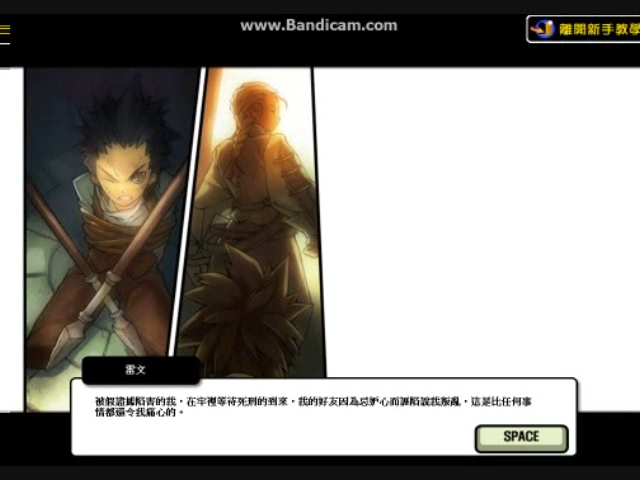 www.Bandicam.com
離開新手教學
雷文
被假證據陷害的我，在牢裡等待死刑的到來，我的好友因為忌妒心而誣陷說我叛亂，這是比任何事
情都還令我痛心的。
SPACE